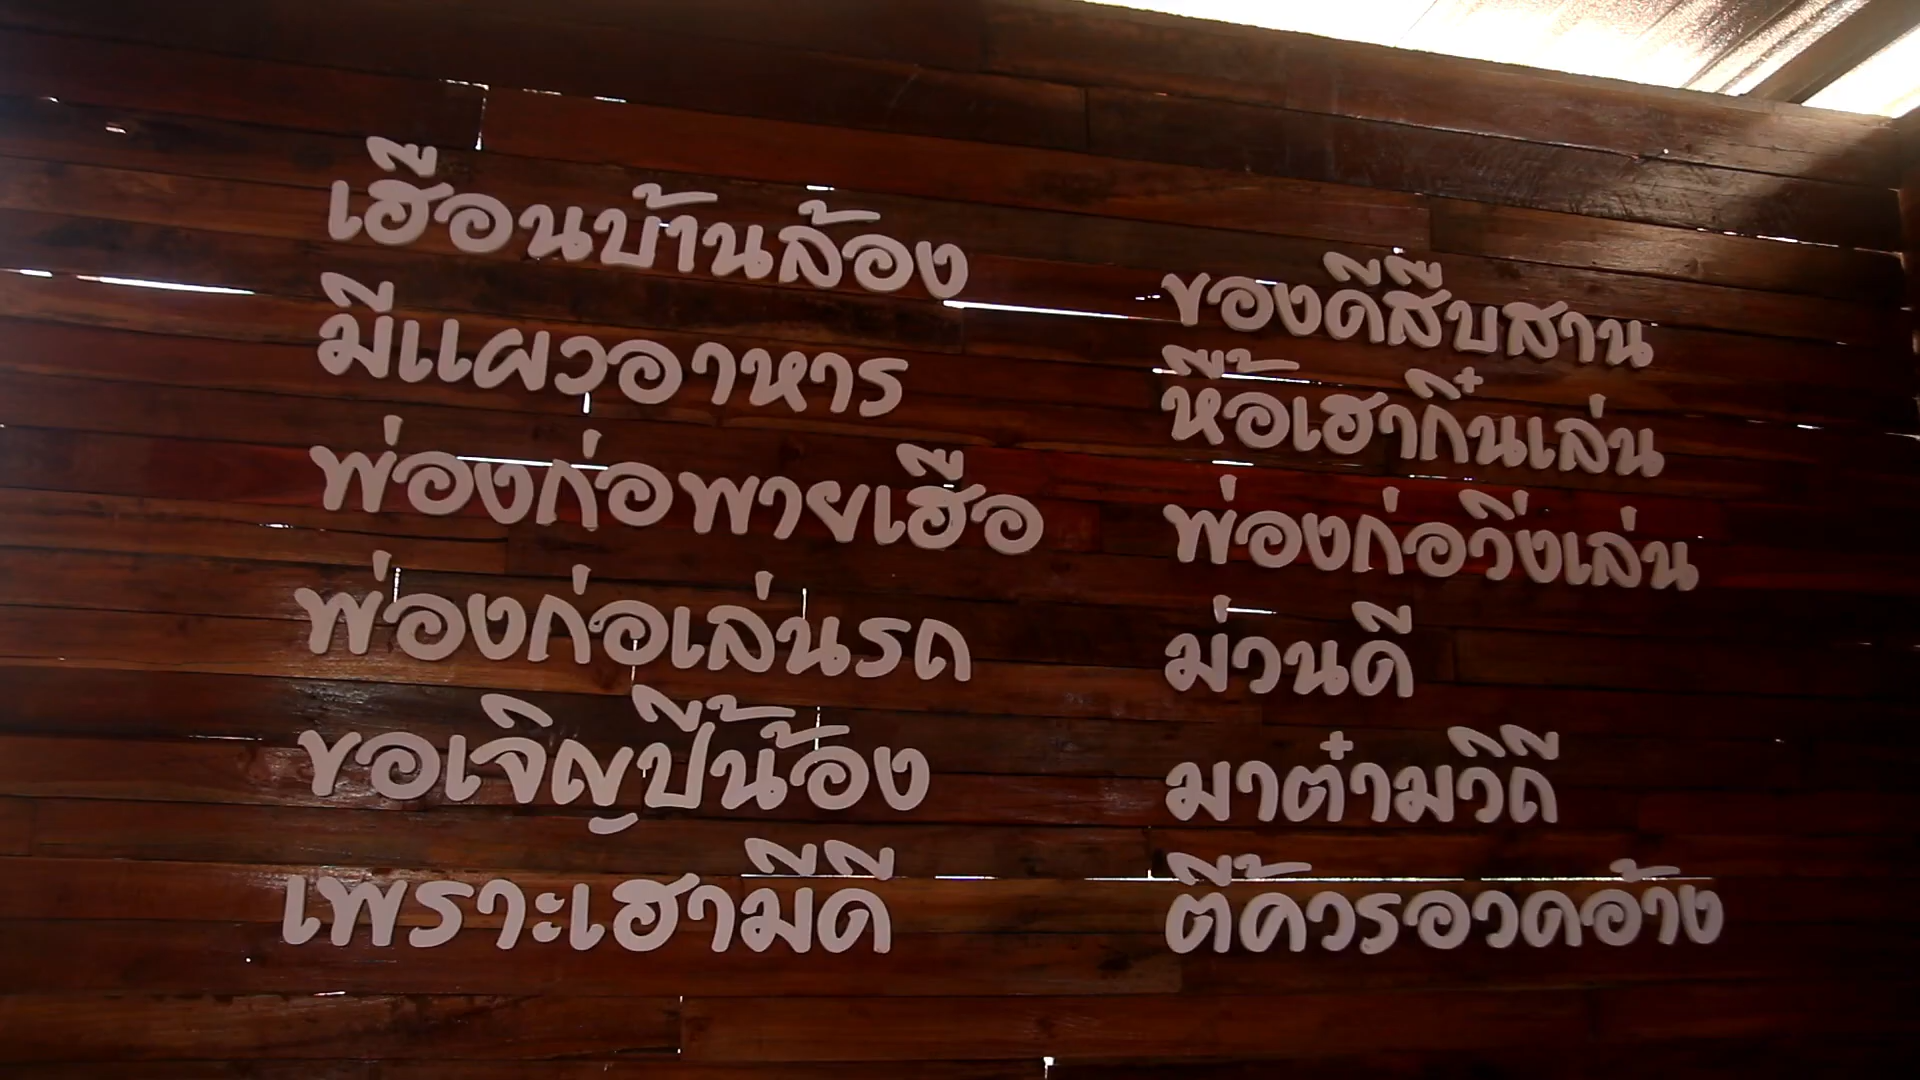 เฮือนบ้านล้อง
ของดีสืบสาน
มีแผวอาหาร
หื้อเฮากิ๋นเล่น
พ่องก่อพายเฮือ
พ่องก่อวิ่งเล่น
พ่องก่อเล่นรถ
ม่วนดี
ขอเจิญปี้น้อง
มาต๋ามวิถี
เพราะเฮามีดี
ตี้ควรอวดอ้าง